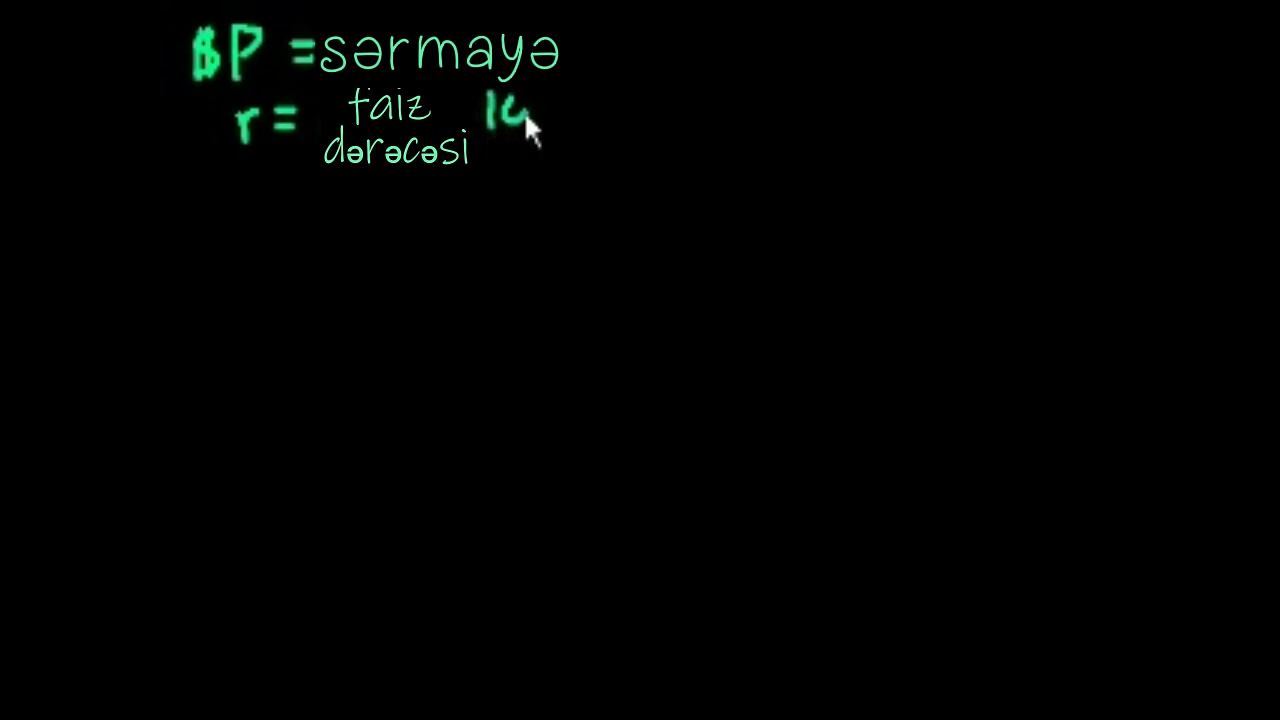 $P = sərmayə
r = faiz dərəcəsi